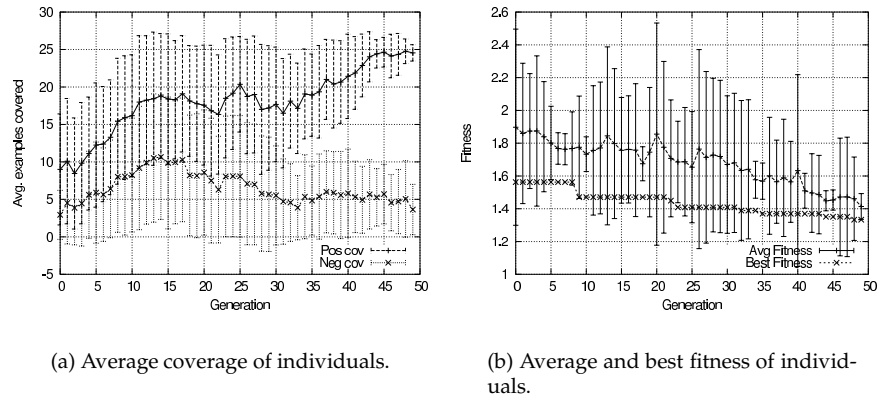 30
25
20
15
10
5
0
-5
Avg. examples covered
0 5 10 15 20 25 30 35 40 45 50
Generation
Pos cov
Neg cov
2.6
2.4
2.2
2
1.8
1.6
1.4
1.2
1
Fitness
0 5 10 15 20 25 30 35 40 45 50
Generation
Avg Fitness
Best Fitness
(a) Average coverage of individuals.
(b) Average and best fitness of individ-
uals.